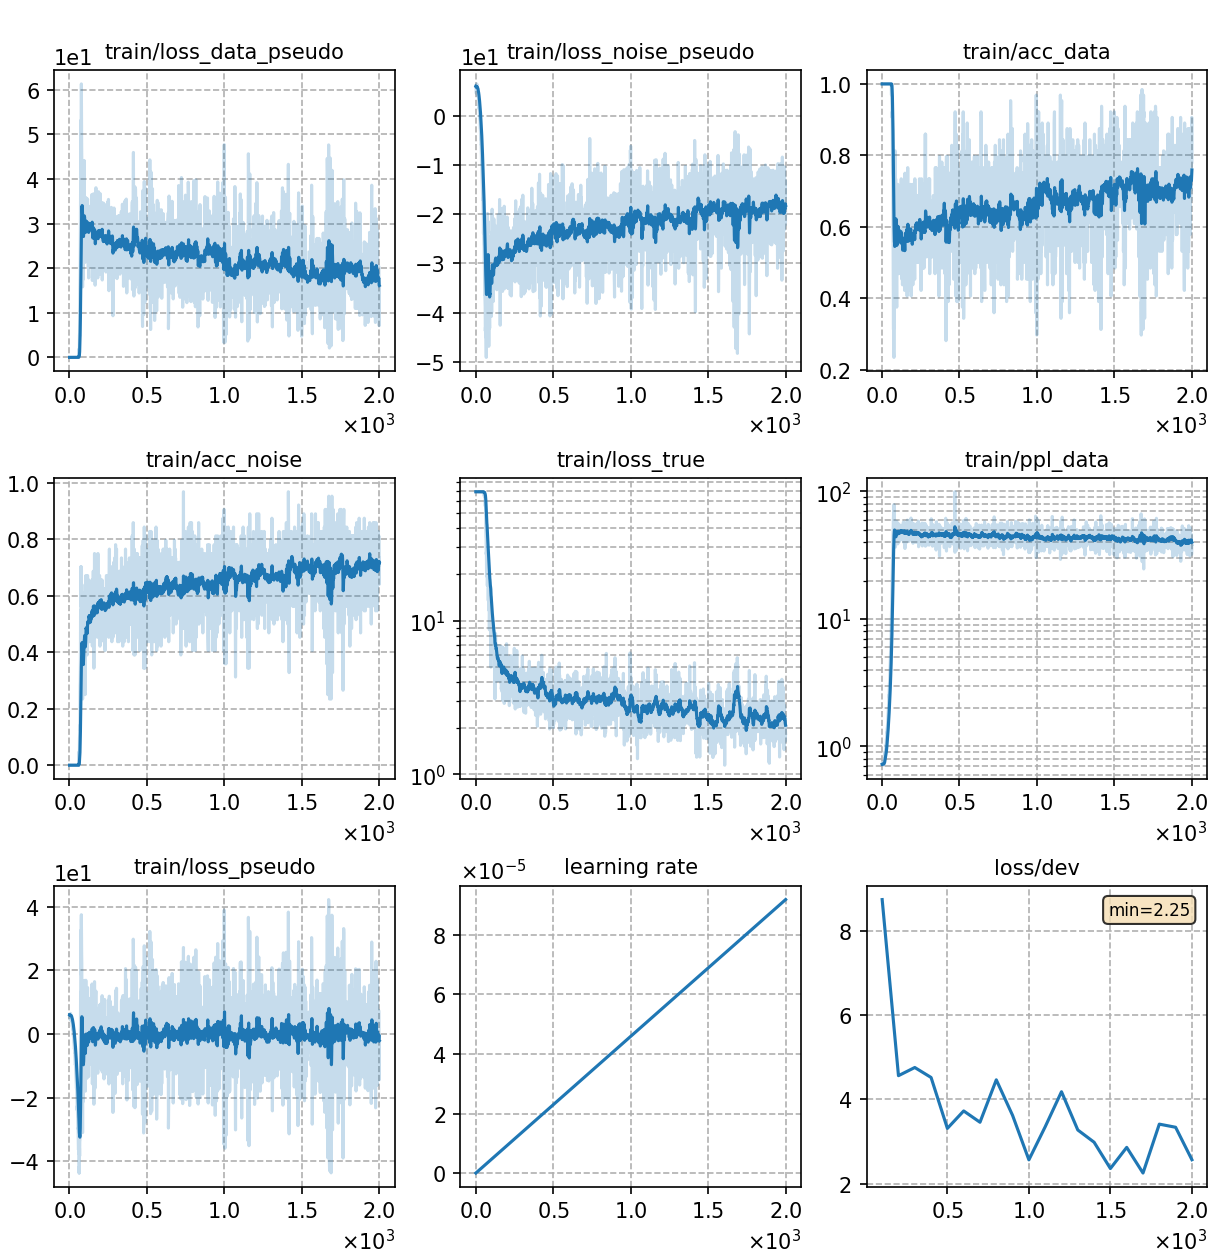 train/loss_data_pseudo
1e1
6
5
4
3
2
1
0
0.0 0.5 1.0 1.5 2.0
×10³
train/loss_noise_pseudo
1e1
0
−1
−2
−3
−4
−5
0.0 0.5 1.0 1.5 2.0
×10³
train/acc_data
1.0
0.8
0.6
0.4
0.2
0.0 0.5 1.0 1.5 2.0
×10³
train/acc_noise
1.0
0.8
0.6
0.4
0.2
0.0
0.0 0.5 1.0 1.5 2.0
×10³
train/loss_true
10¹
10⁰
0.0 0.5 1.0 1.5 2.0
×10³
train/ppl_data
10²
10¹
10⁰
0.0 0.5 1.0 1.5 2.0
×10³
train/loss_pseudo
1e1
4
2
0
−2
−4
0.0 0.5 1.0 1.5 2.0
×10³
learning rate
×10⁻⁵
8
6
4
2
0
0.0 0.5 1.0 1.5 2.0
×10³
loss/dev
min=2.25
8
6
4
2
0.5 1.0 1.5 2.0
×10³